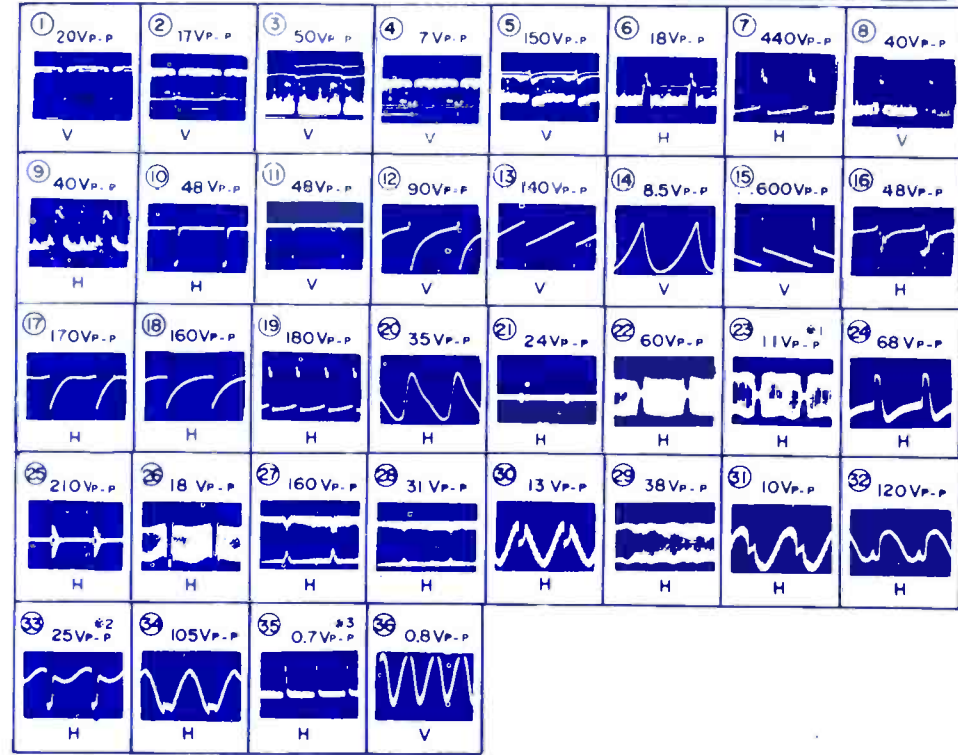 ① 20VP-P ② 17VP-P ③ 50VP-P ④ 7VP-P ⑤ 150VP-P ⑥ 18VP-P ⑦ 440VP-P ⑧ 40VP-P
V V V V V H H V
⑨ 40VP-P ⑩ 48VP-P ⑪ 48VP-P ⑫ 90VP-P ⑬ 140VP-P ⑭ 8.5VP-P ⑮ 600VP-P ⑯ 48VP-P
H H V V V V V H
⑰ 170VP-P ⑱ 160VP-P ⑲ 180VP-P ⑳ 35VP-P ㉑ 24VP-P ㉒ 60VP-P ㉓ 11VP-P *1 ㉔ 68VP-P
H H H H H H H H
㉕ 210VP-P ㉖ 18VP-P ㉗ 160VP-P ㉘ 31VP-P ㉙ 38VP-P ㉚ 13VP-P ㉛ 10VP-P ㉜ 120VP-P
H H H H H H H H
㉝ 25VP-P *2 ㉞ 105VP-P ㉟ 0.7VP-P *3 ㊱ 0.8VP-P
H H H V